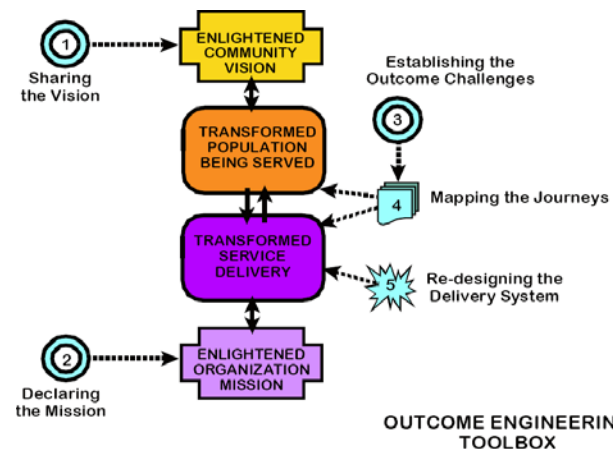 1
Sharing
the Vision
ENLIGHTENED
COMMUNITY
VISION
Establishing the
Outcome Challenges
3
TRANSFORMED
POPULATION
BEING SERVED
4
Mapping the Journeys
TRANSFORMED
SERVICE
DELIVERY
5
Re-designing the
Delivery System
2
Declaring
the Mission
ENLIGHTENED
ORGANIZATION
MISSION
OUTCOME ENGINEERIN
TOOLBOX